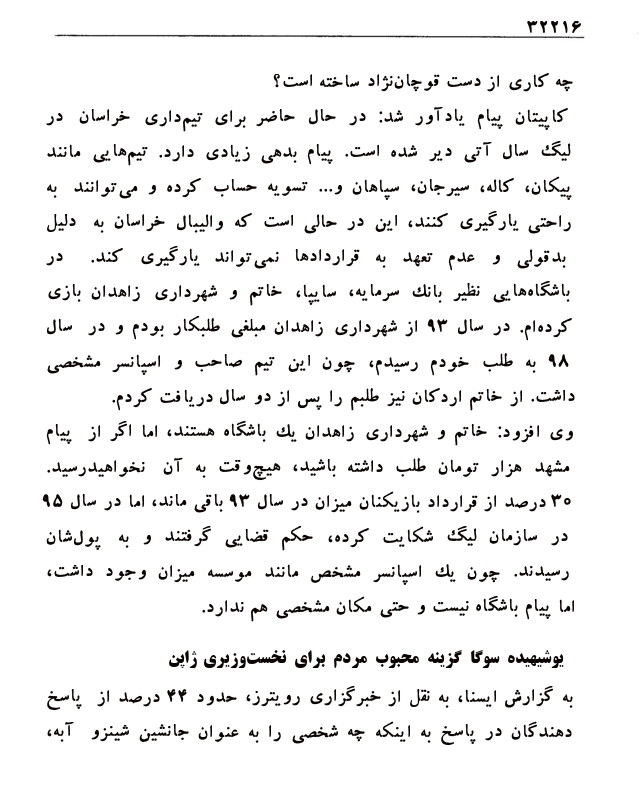 ۳۲۲۱۶
چه کاری از دست قوچان‌نژاد ساخته است؟
کاپیتان پیام یادآور شد: در حال حاضر برای تیم‌داری خراسان در
لیگ سال آتی دیر شده است. پیام بدهی زیادی دارد. تیم‌هایی مانند
پیکان، کاله، سیرجان، سپاهان و... تسویه حساب کرده و می‌توانند به
راحتی یارگیری کنند، این در حالی است که والیبال خراسان به دلیل
بدقولی و عدم تعهد به قراردادها نمی‌تواند یارگیری کند. در
باشگاه‌هایی نظیر بانك سرمایه، سایپا، خاتم و شهرداری زاهدان بازی
کرده‌ام. در سال ۹۳ از شهرداری زاهدان مبلغی طلبکار بودم و در سال
۹۸ به طلب خودم رسیدم، چون این تیم صاحب و اسپانسر مشخصی
داشت. از خاتم اردکان نیز طلبم را پس از دو سال دریافت کردم.
وی افزود: خاتم و شهرداری زاهدان یك باشگاه هستند، اما اگر از پیام
مشهد هزار تومان طلب داشته باشید، هیچ‌وقت به آن نخواهیدرسید.
۳۰ درصد از قرارداد بازیکنان میزان در سال ۹۳ باقی ماند، اما در سال ۹۵
در سازمان لیگ شکایت کرده، حکم قضایی گرفتند و به پول‌شان
رسیدند. چون یك اسپانسر مشخص مانند موسسه میزان وجود داشت،
اما پیام باشگاه نیست و حتی مکان مشخصی هم ندارد.
یوشیهیده سوگا گزینه محبوب مردم برای نخست‌وزیری ژاپن
به گزارش ایسنا، به نقل از خبرگزاری رویترز، حدود ۴۴ درصد از پاسخ
دهندگان در پاسخ به اینکه چه شخصی را به عنوان جانشین شینزو آبه،